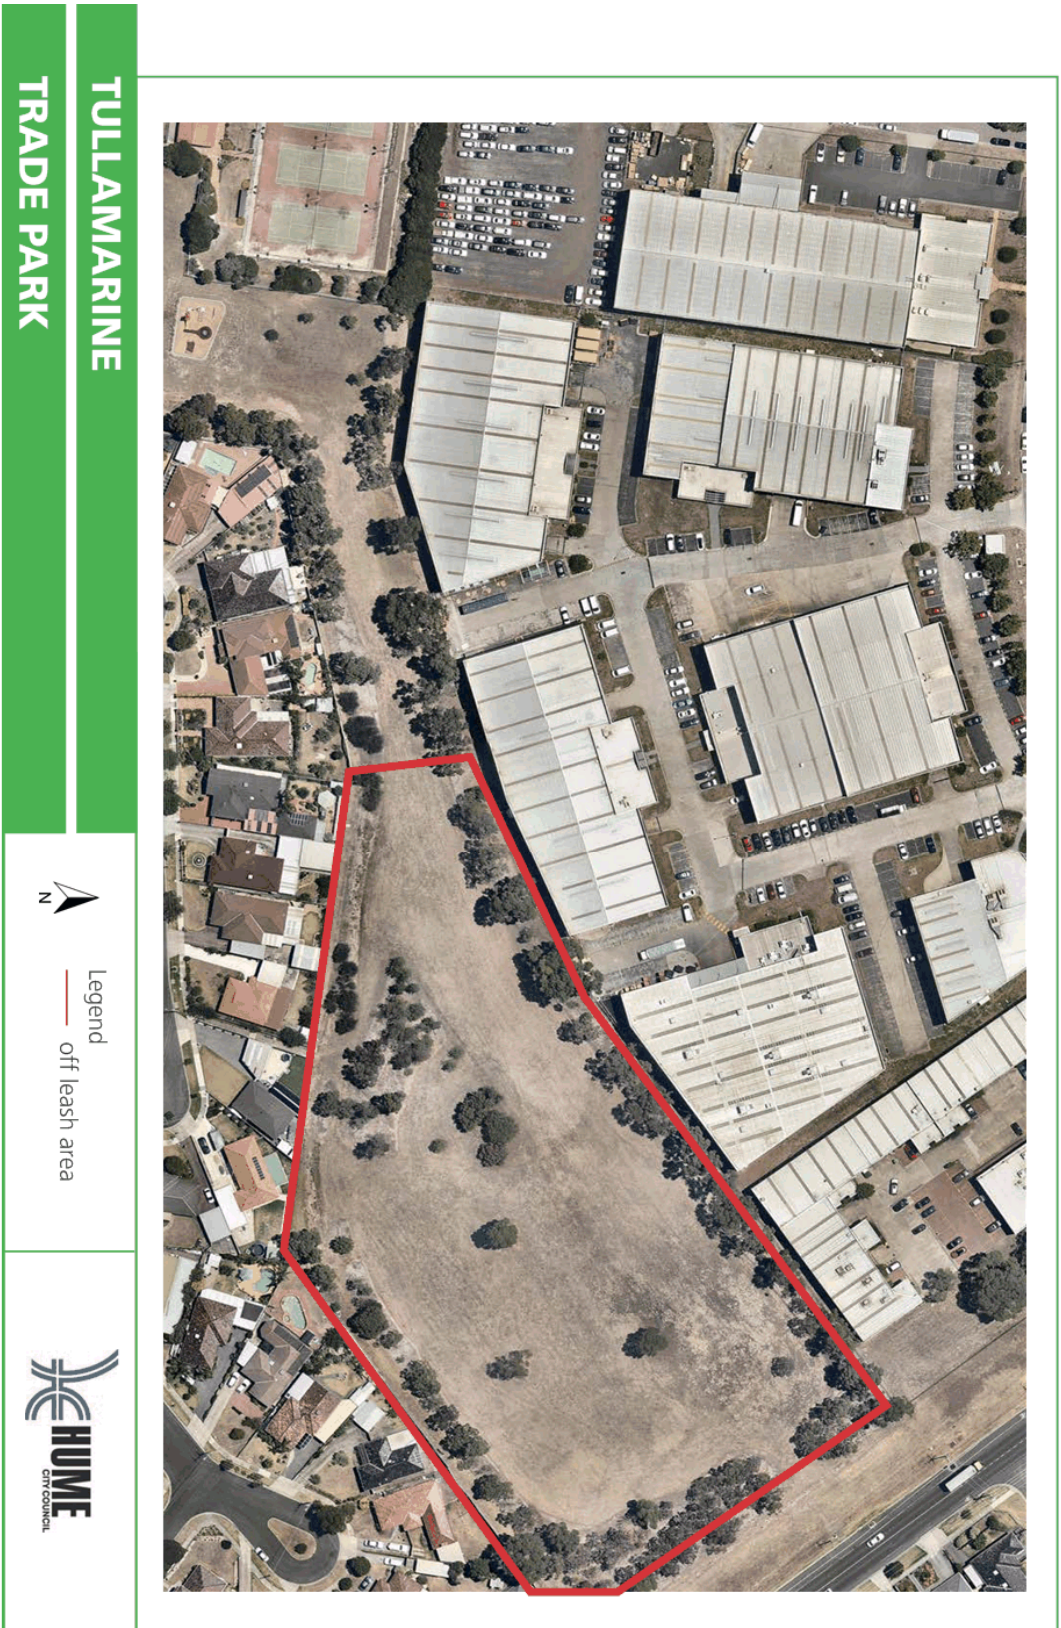 TULLAMARINE
TRADE PARK
N
Legend
off leash area
HUME
CITY COUNCIL